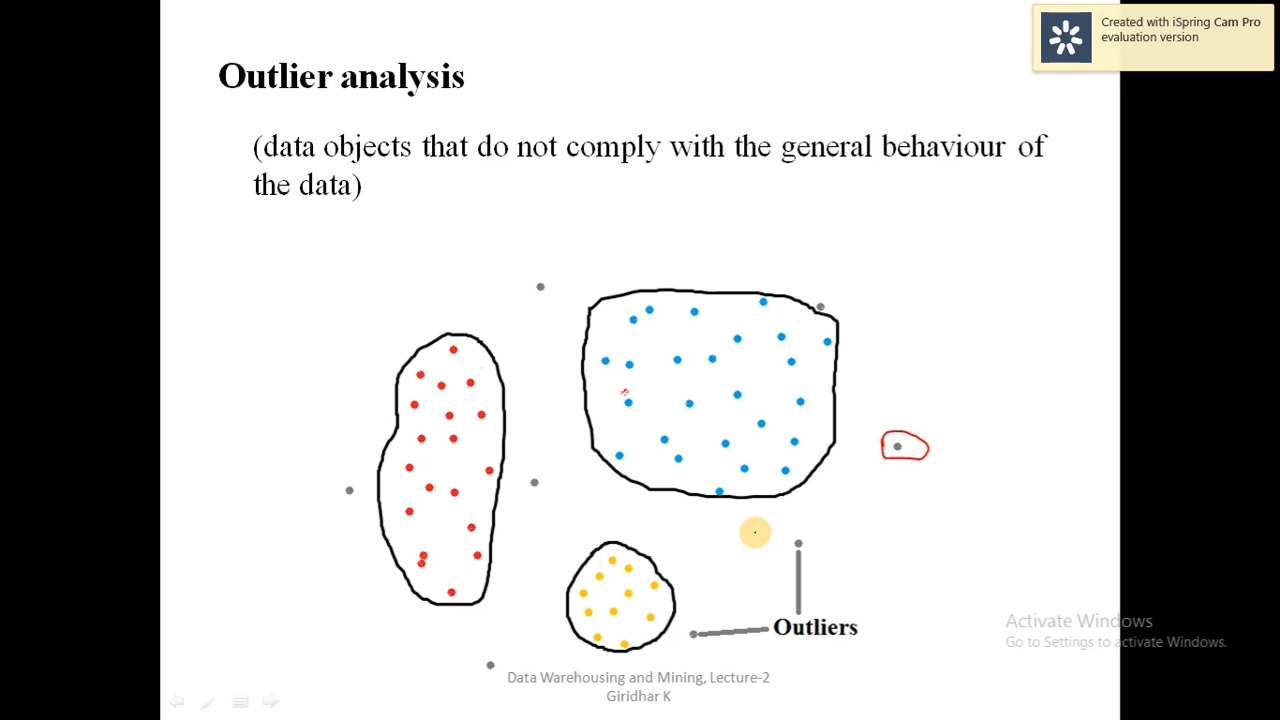 Created with iSpring Cam Pro
evaluation version
Outlier analysis
(data objects that do not comply with the general behaviour of
the data)
Outliers
Activate Windows
Go to Settings to activate Windows.
Data Warehousing and Mining, Lecture-2
Giridhar K